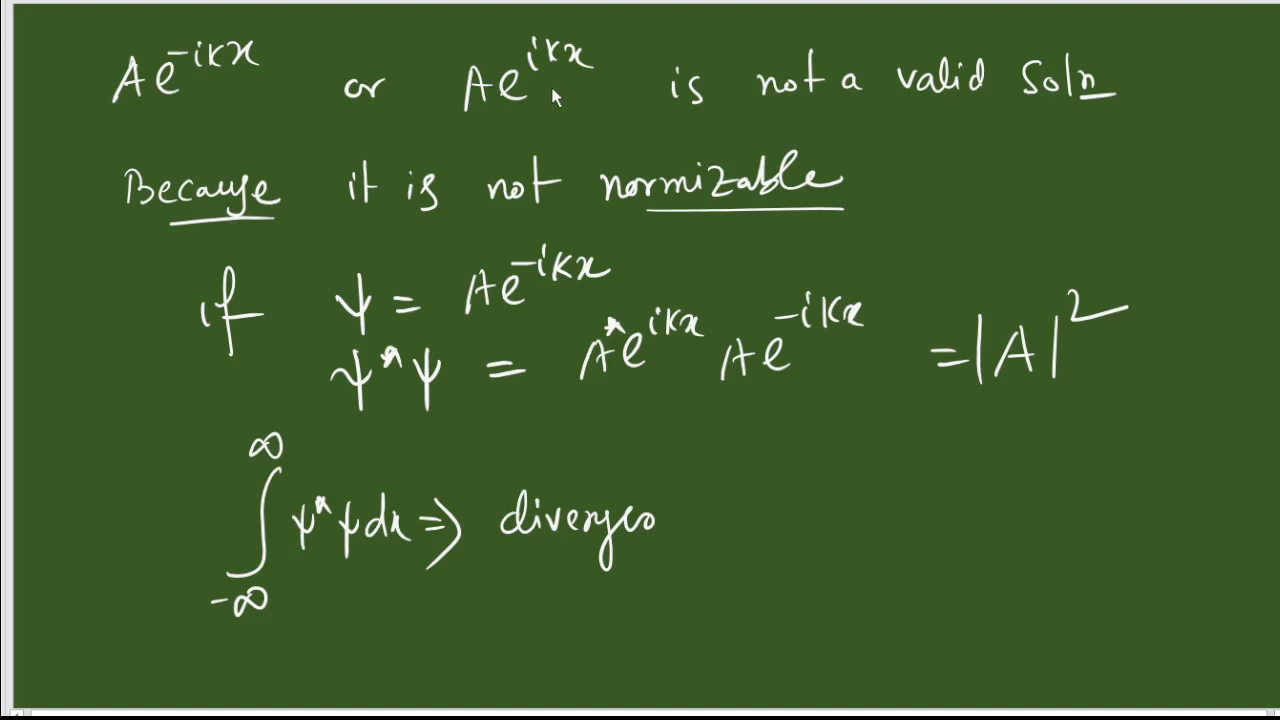 Ae^{-ikx} or Ae^{ikx} is not a valid Soln
Because it is not normizable
if ψ = Ae^{-ikx}
ψ*ψ = A*e^{ikx} Ae^{-ikx} = |A|^2
∫_{-∞}^{∞} ψ*ψdx ⇒ diverges